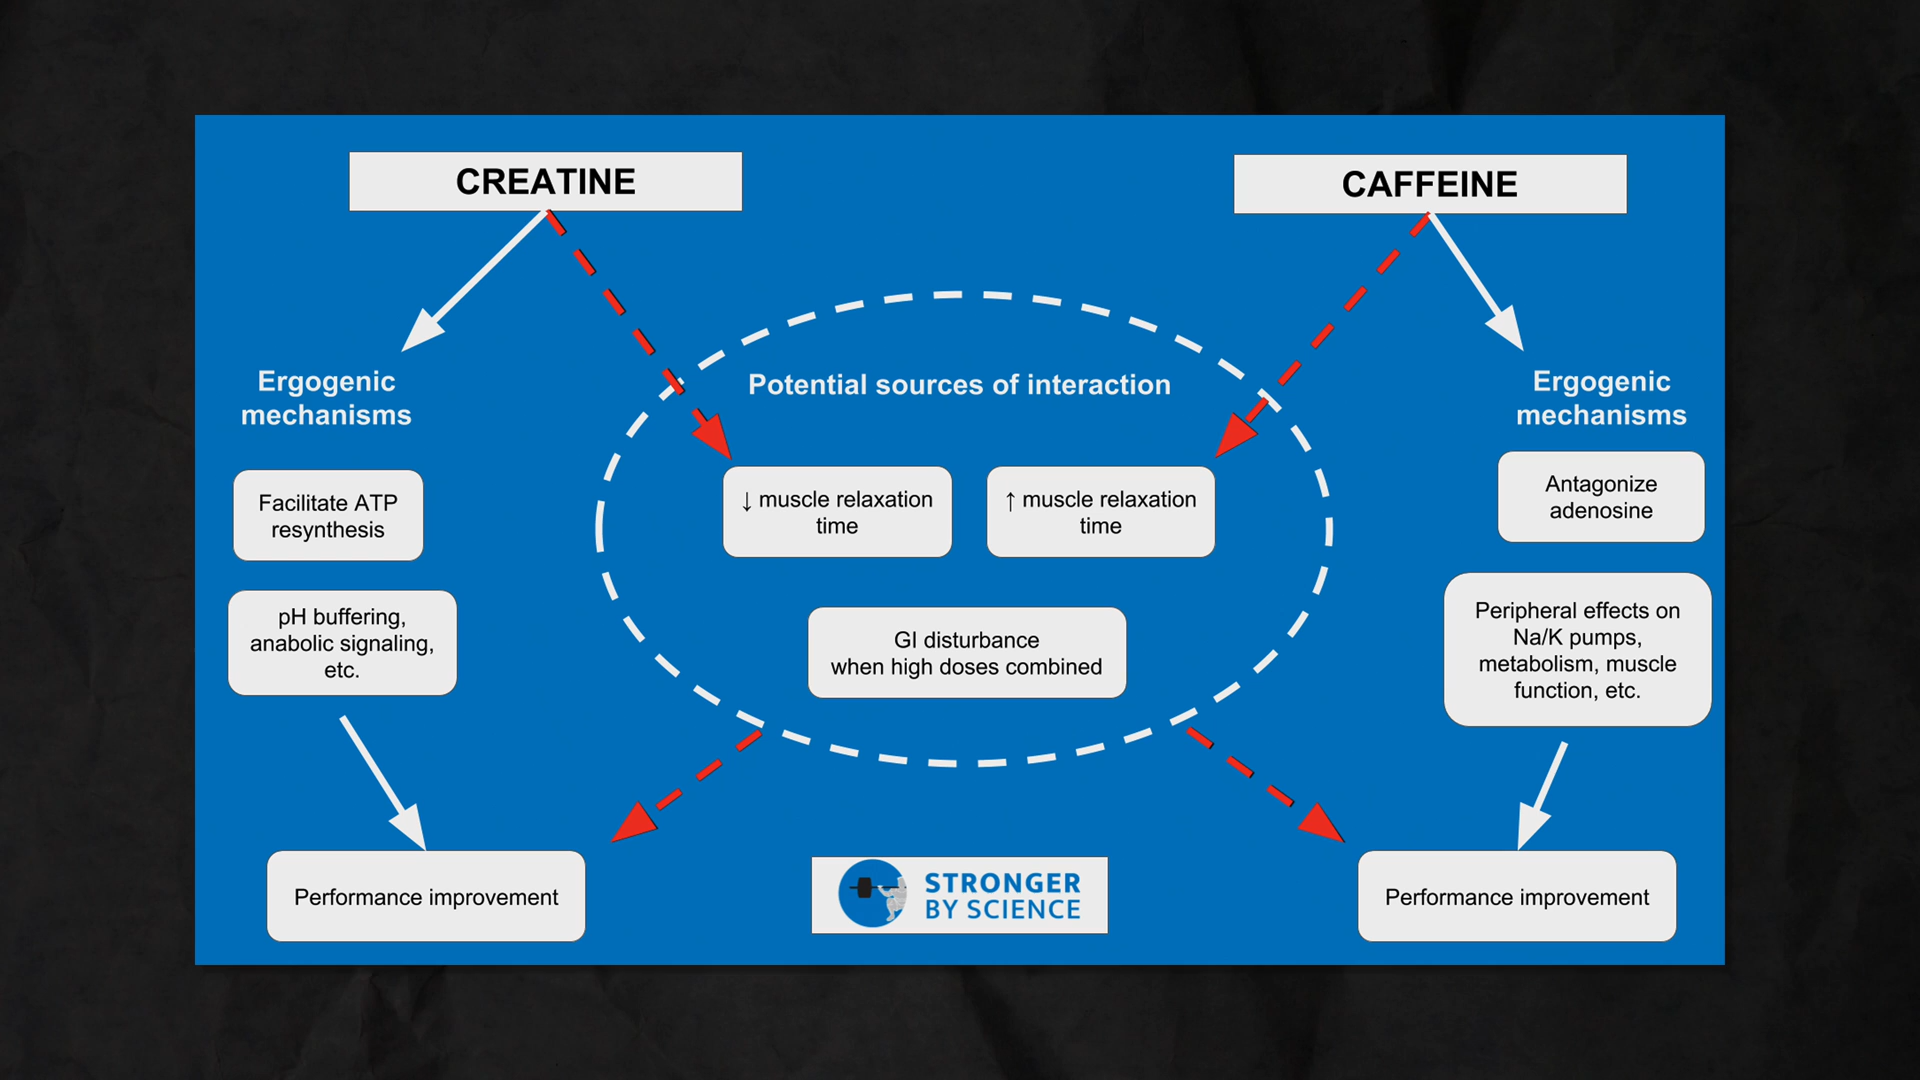 CREATINE
CAFFEINE
Ergogenic
mechanisms
Facilitate ATP
resynthesis
pH buffering,
anabolic signaling,
etc.
Performance improvement
Potential sources of interaction
↓ muscle relaxation
time
↑ muscle relaxation
time
GI disturbance
when high doses combined
Ergogenic
mechanisms
Antagonize
adenosine
Peripheral effects on
Na/K pumps,
metabolism, muscle
function, etc.
Performance improvement
STRONGER
BY SCIENCE